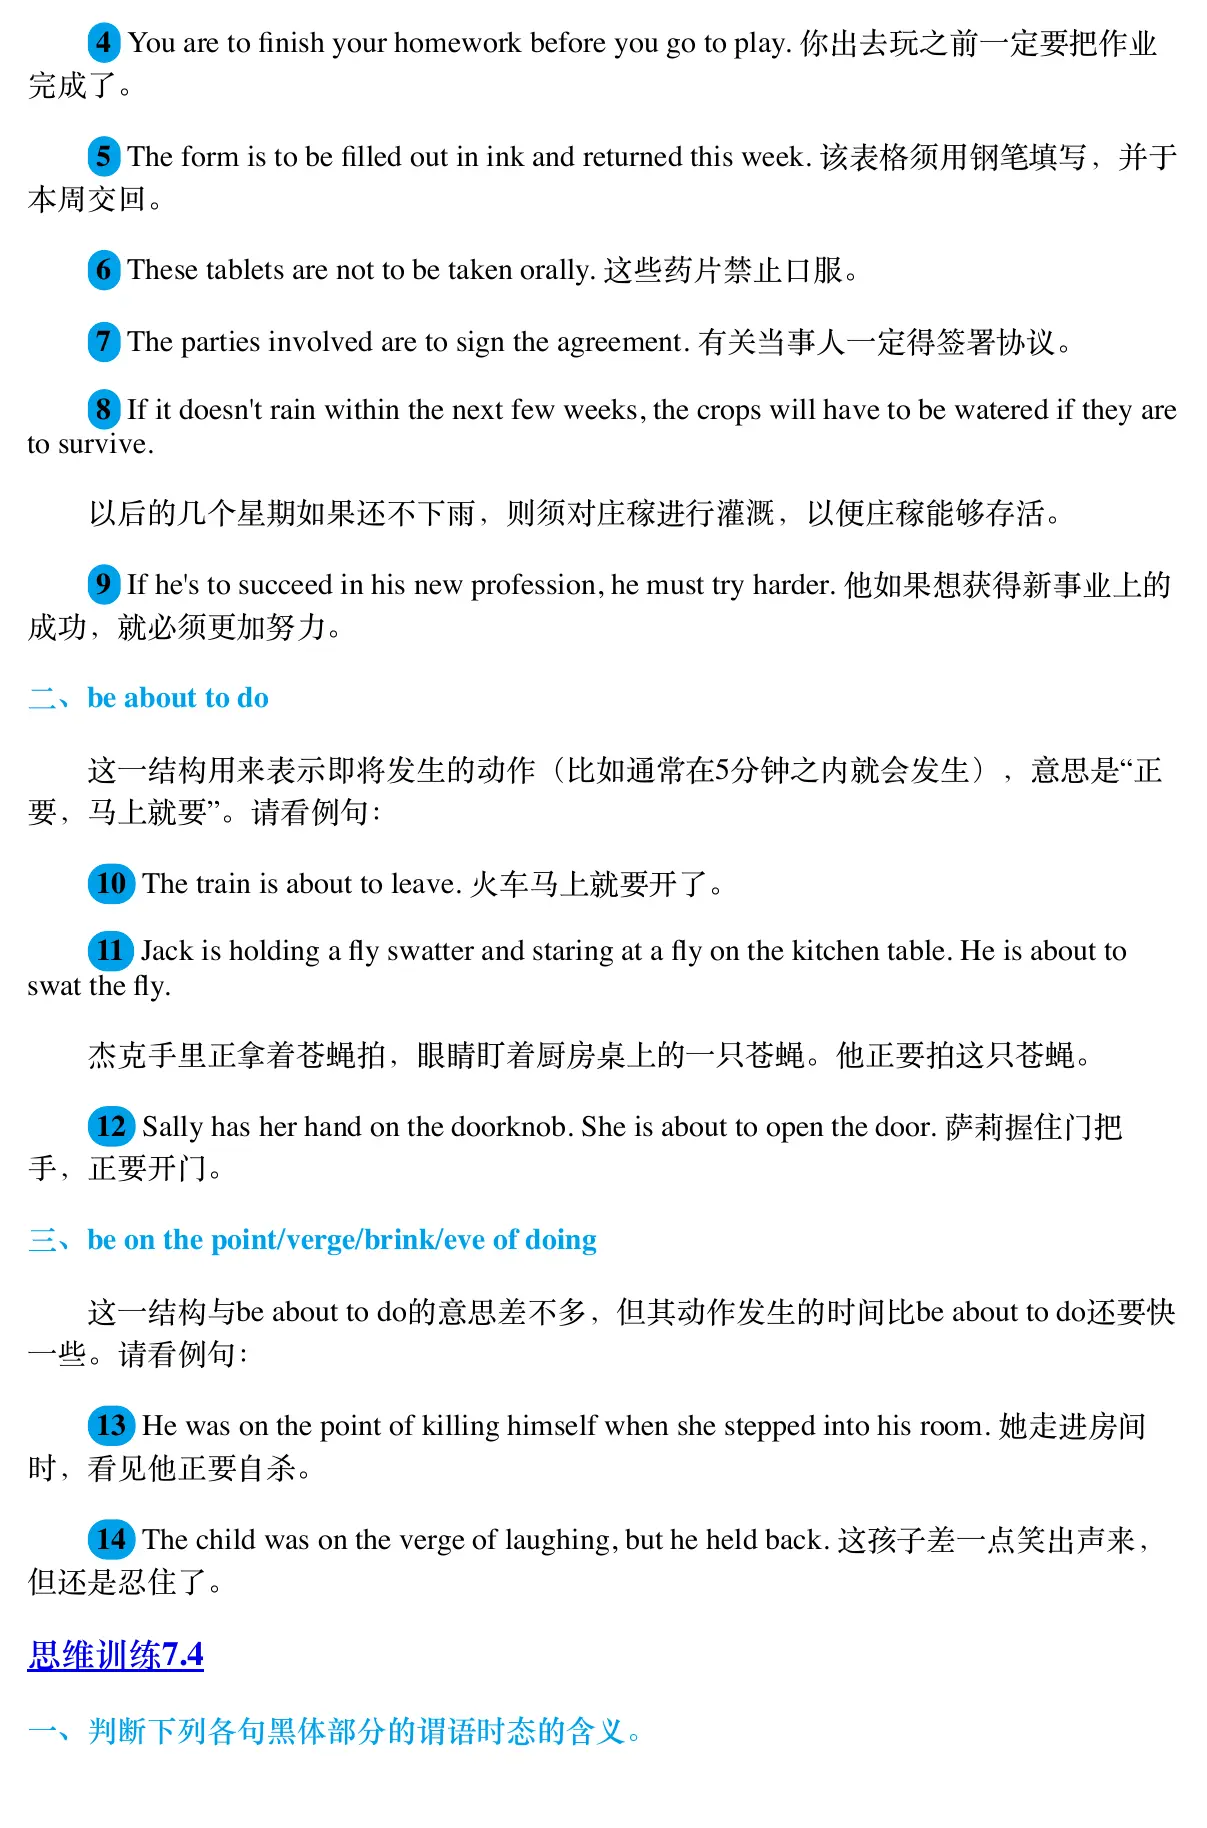 4 You are to finish your homework before you go to play. 你出去玩之前一定要把作业
完成了。
5 The form is to be filled out in ink and returned this week. 该表格须用钢笔填写，并于
本周交回。
6 These tablets are not to be taken orally. 这些药片禁止口服。
7 The parties involved are to sign the agreement. 有关当事人一定得签署协议。
8 If it doesn't rain within the next few weeks, the crops will have to be watered if they are
to survive.
以后的几个星期如果还不下雨，则须对庄稼进行灌溉，以便庄稼能够存活。
9 If he's to succeed in his new profession, he must try harder. 他如果想获得新事业上的
成功，就必须更加努力。
二、be about to do
这一结构用来表示即将发生的动作（比如通常在5分钟之内就会发生），意思是“正
要，马上就要”。请看例句：
10 The train is about to leave. 火车马上就要开了。
11 Jack is holding a fly swatter and staring at a fly on the kitchen table. He is about to
swat the fly.
杰克手里正拿着苍蝇拍，眼睛盯着厨房桌上的一只苍蝇。他正要拍这只苍蝇。
12 Sally has her hand on the doorknob. She is about to open the door. 萨莉握住门把
手，正要开门。
三、be on the point/verge/brink/eve of doing
这一结构与be about to do的意思差不多，但其动作发生的时间比be about to do还要快
一些。请看例句：
13 He was on the point of killing himself when she stepped into his room. 她走进房间
时，看见他正要自杀。
14 The child was on the verge of laughing, but he held back. 这孩子差一点笑出声来，
但还是忍住了。
思维训练7.4
一、判断下列各句黑体部分的谓语时态的含义。